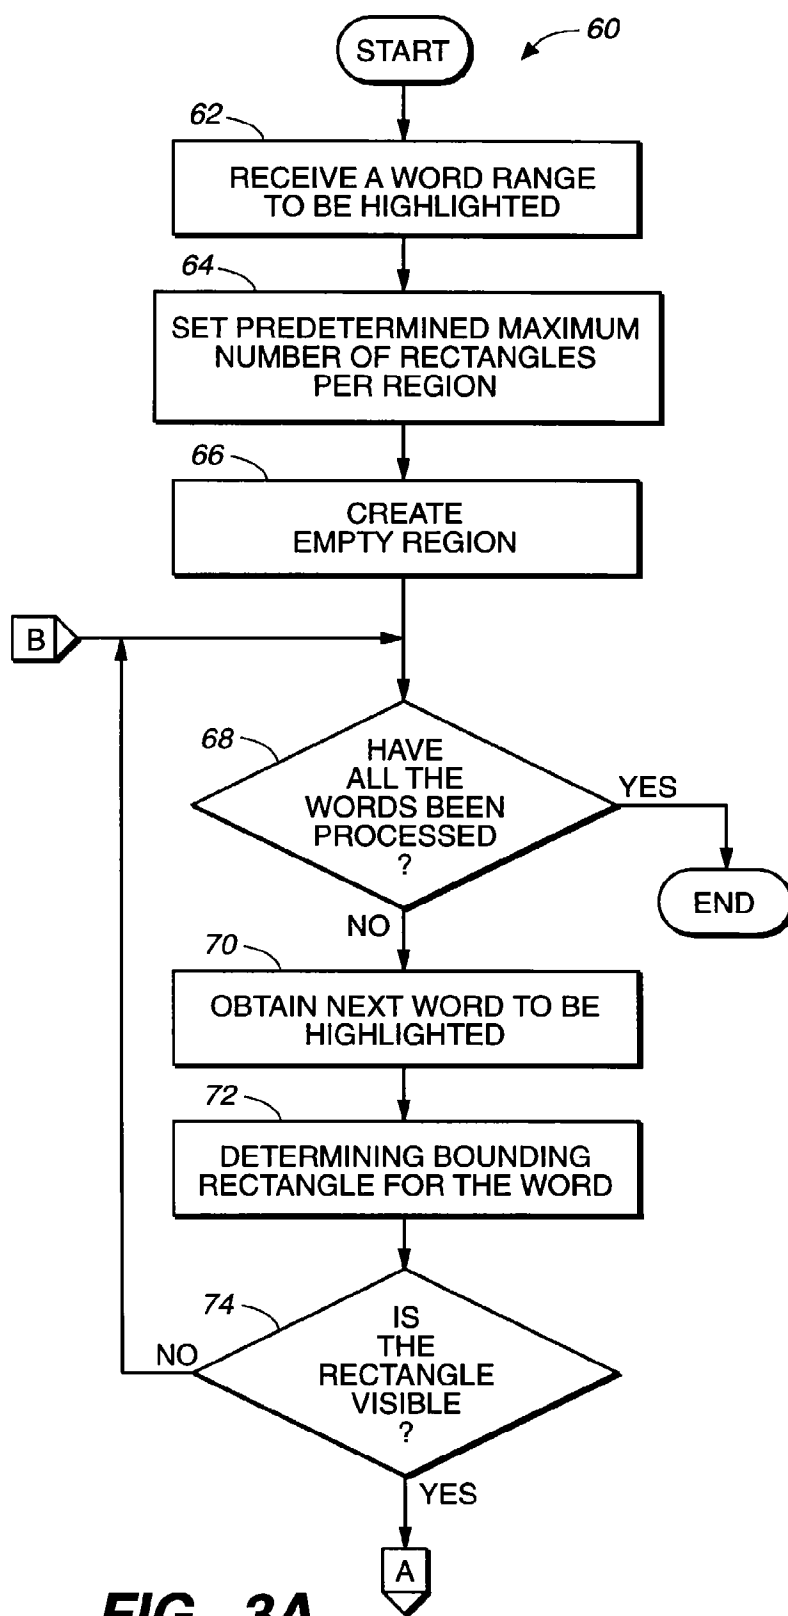 START
60
62
RECEIVE A WORD RANGE
TO BE HIGHLIGHTED
64
SET PREDETERMINED MAXIMUM
NUMBER OF RECTANGLES
PER REGION
66
CREATE
EMPTY REGION
B
68
HAVE
ALL THE
WORDS BEEN
PROCESSED
?
YES
END
NO
70
OBTAIN NEXT WORD TO BE
HIGHLIGHTED
72
DETERMINING BOUNDING
RECTANGLE FOR THE WORD
74
IS
THE
RECTANGLE
VISIBLE
?
NO
YES
A
FIG._3A